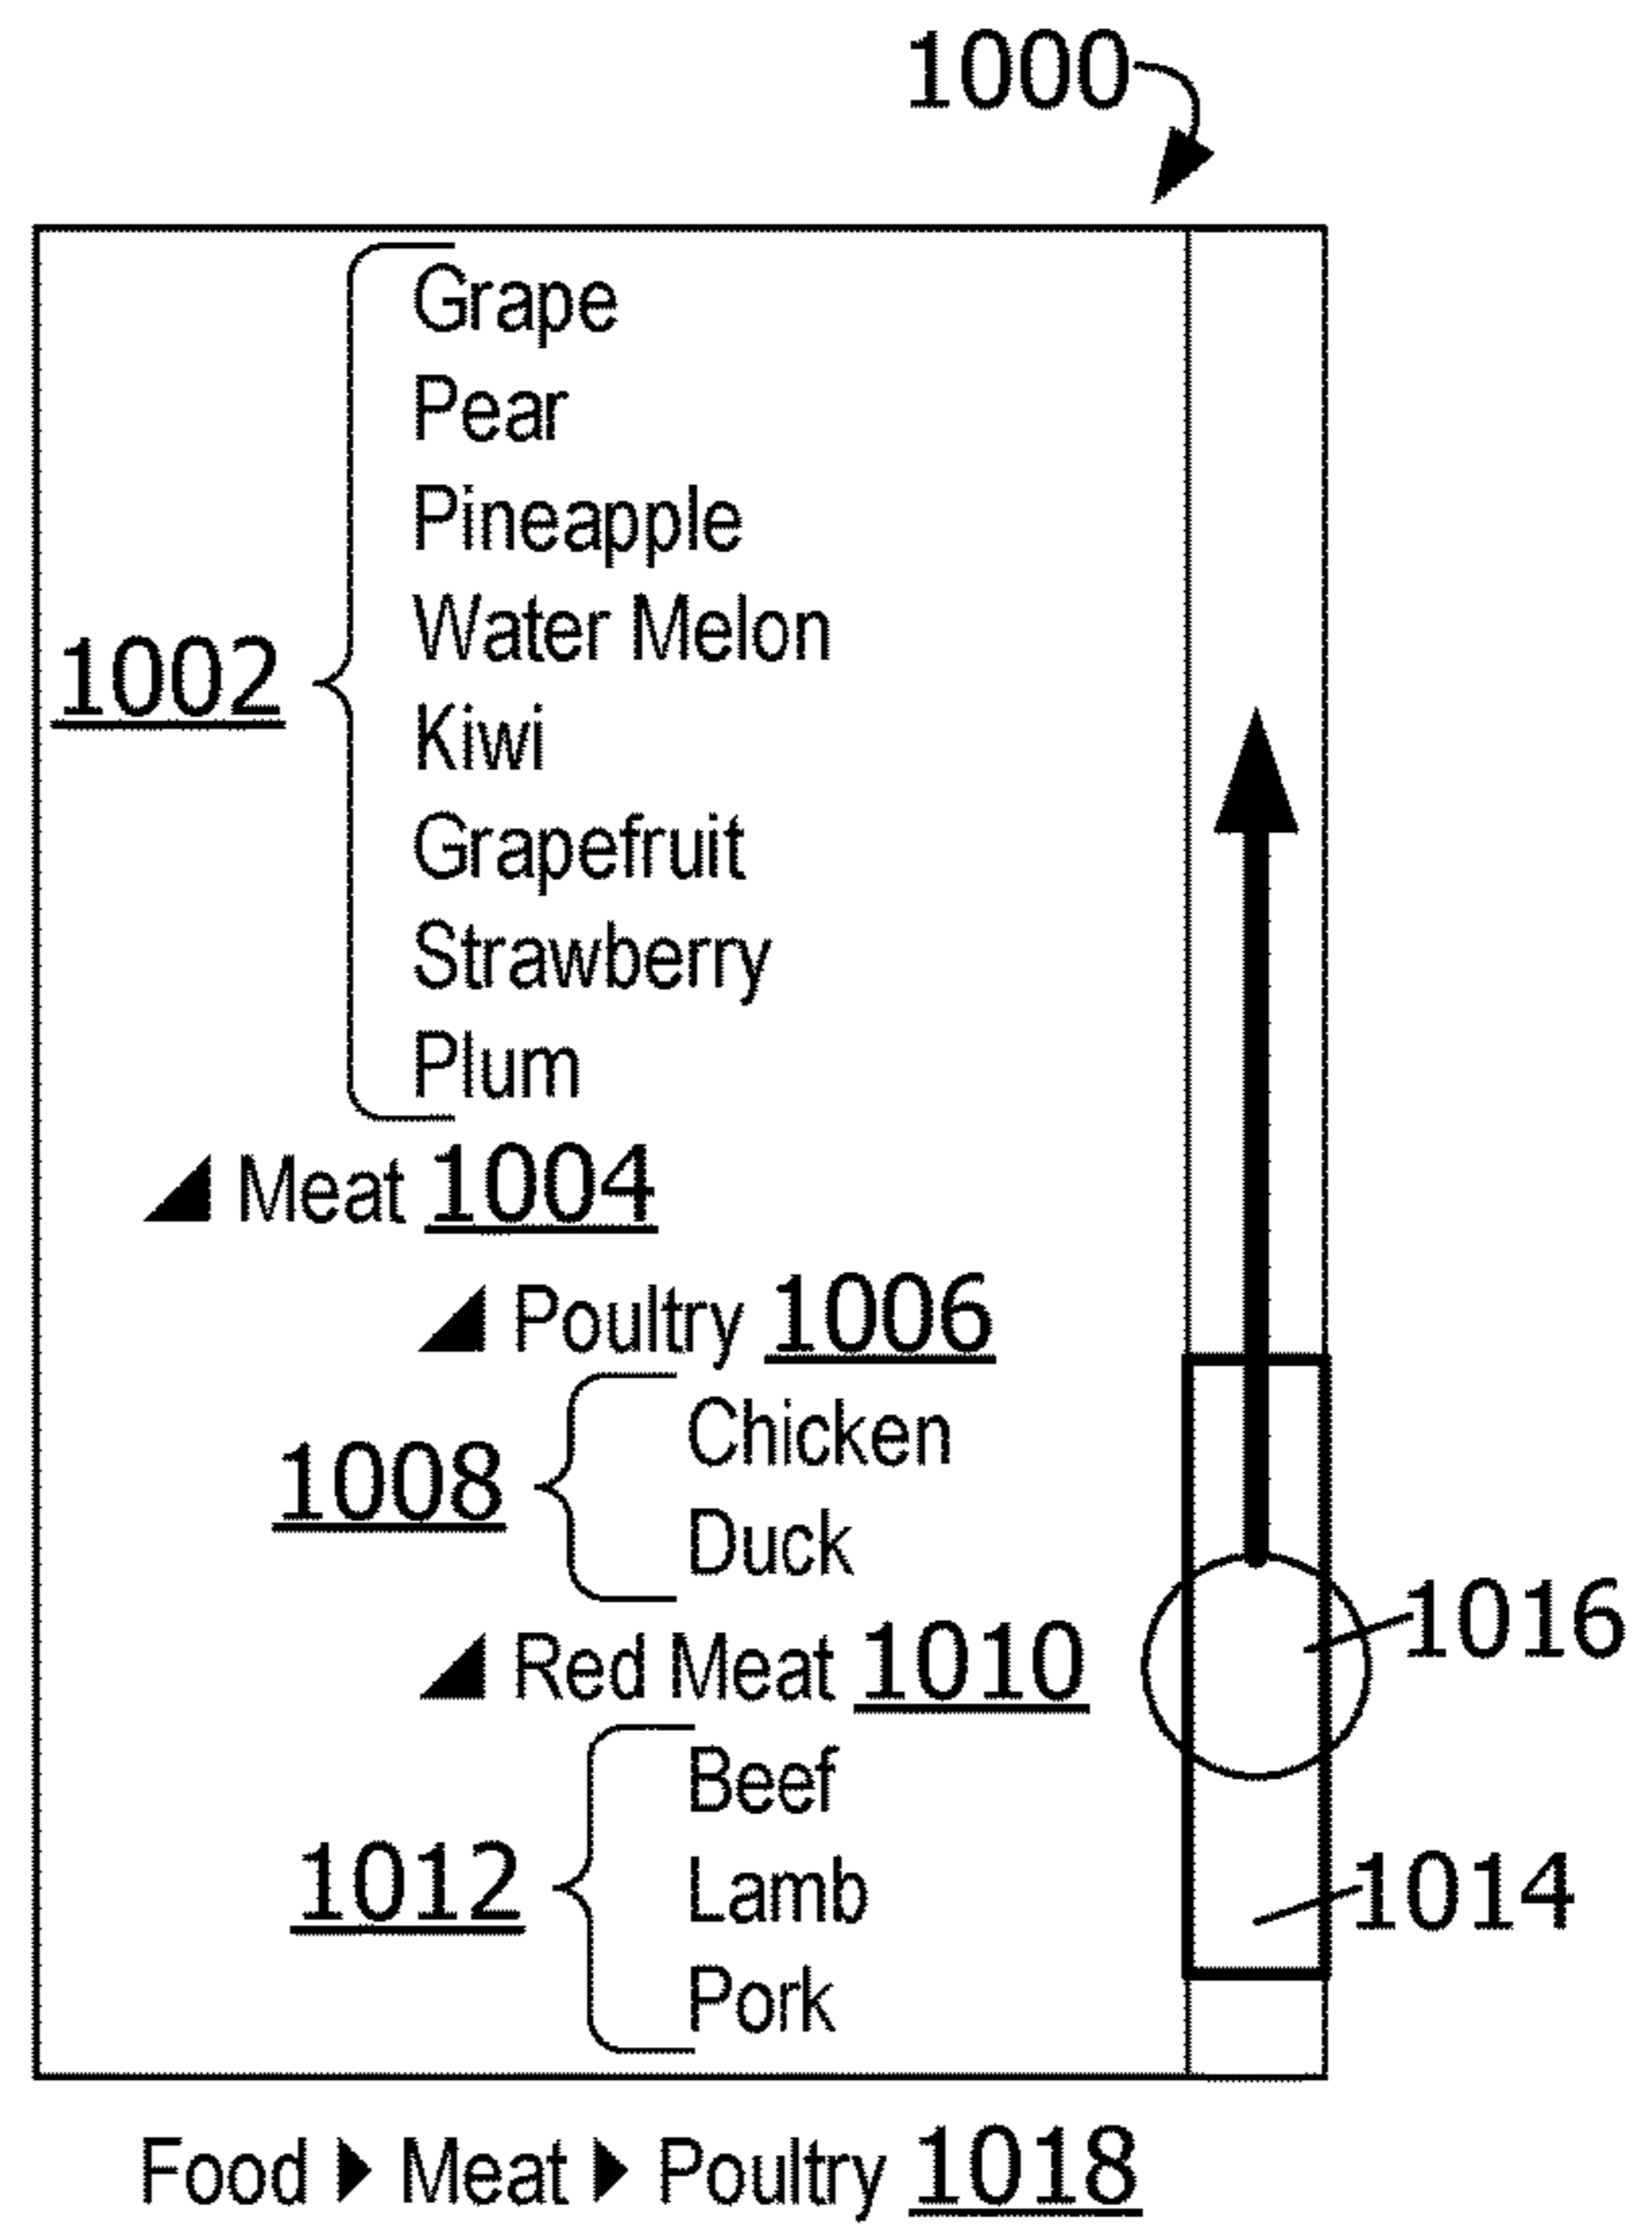 1000
Grape
Pear
Pineapple
1002 Water Melon
Kiwi
Grapefruit
Strawberry
Plum
Meat 1004
Poultry 1006
Chicken
1008
Duck
Red Meat 1010
1016
Beef
1012 Lamb
1014
Pork
Food Meat Poultry 1018